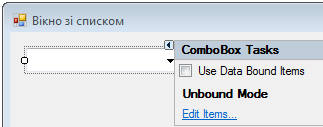 Вікно зі списком
ComboBox Tasks
Use Data Bound Items
Unbound Mode
Edit Items...